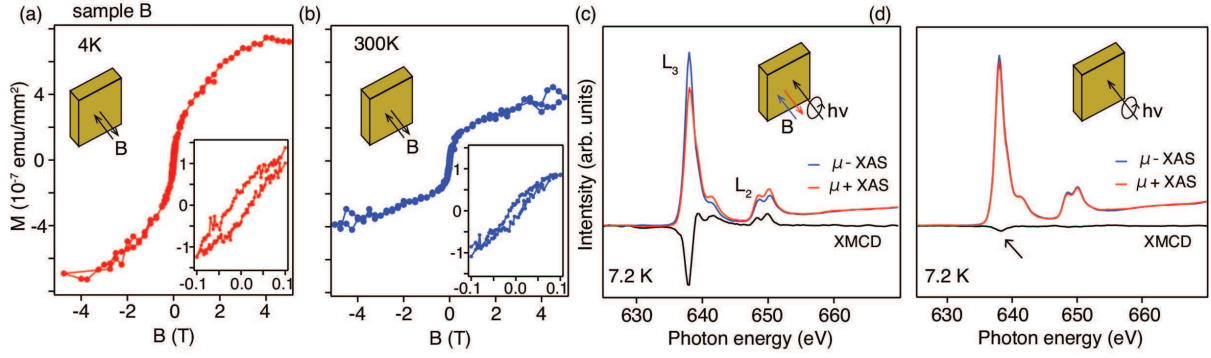 (a) sample B
4K
B
M (10⁻⁷ emu/mm²)
8
4
0
-4
-8
1
0
-1
-0.1 0.0 0.1
-4 -2 0 2 4
B (T)
(b)
300K
B
1
0
-1
-0.1 0.0 0.1
-4 -2 0 2 4
B (T)
(c)
L₃
L₂
B
hν
μ- XAS
μ+ XAS
XMCD
7.2 K
Intentsity (arb. units)
630 640 650 660
Photon energy (eV)
(d)
hν
μ- XAS
μ+ XAS
XMCD
7.2 K
630 640 650 660
Photon energy (eV)